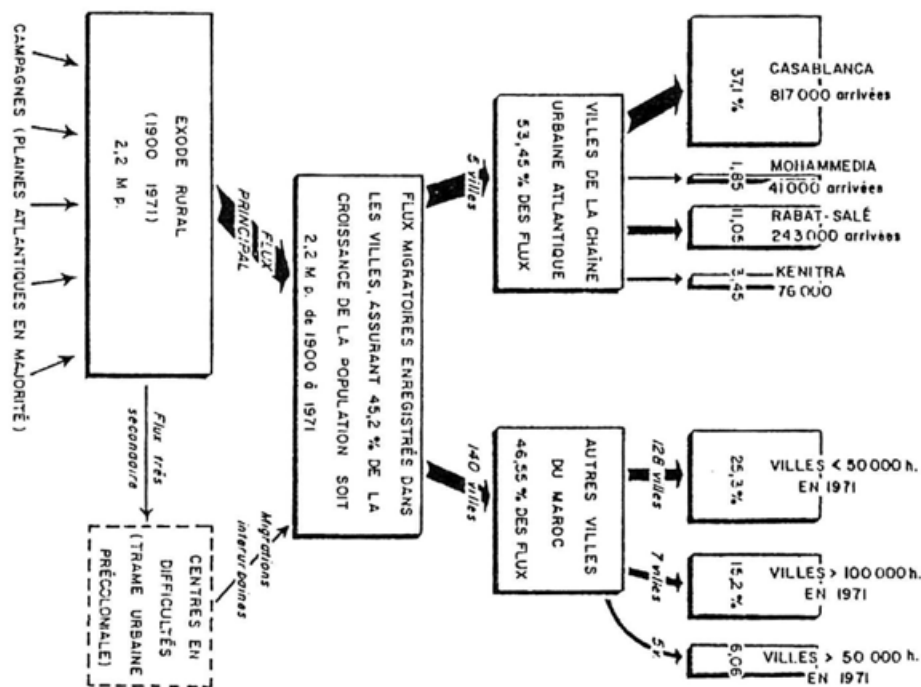 CAMPAGNES (PLAINES ATLANTIQUES EN MAJORITÉ)
EXODE RURAL
(1900 1971)
2,2 M p.
FLUX
PRINCIPAL
Flux très
secondaire
CENTRES EN
DIFFICULTÉS
(TRAME URBAINE
PRÉCOLONIALE)
Migrations
interurbaines
FLUX MIGRATOIRES ENREGISTRÉS DANS
LES VILLES, ASSURANT 45,2 % DE LA
CROISSANCE DE LA POPULATION SOIT
2,2 M p. de 1900 à 1971
5 villes
VILLES DE LA CHAÎNE
URBAINE ATLANTIQUE
53,45 % DES FLUX
37,1 %
CASABLANCA
817 000 arrivées
1,85
MOHAMMEDIA
41 000 arrivées
11,05
RABAT-SALÉ
243 000 arrivées
3,45
KENITRA
76 000
140 villes
AUTRES VILLES
DU MAROC
46,55 % DES FLUX
128 villes
25,3 %
VILLES < 50 000 h.
EN 1971
7 villes
15,2 %
VILLES > 100 000 h.
EN 1971
5 v.
6,06
VILLES > 50 000 h.
EN 1971